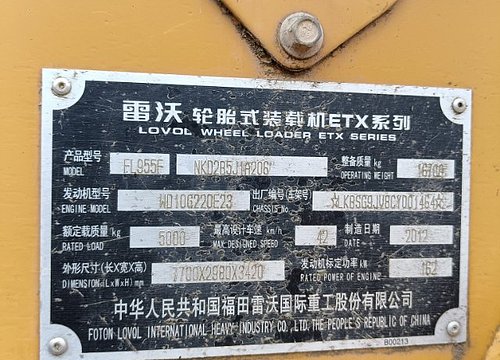 雷沃 轮胎式装载机ETX系列
LOVOL WHEEL LOADER ETX SERIES
产品型号 FL955F 整备质量 kg
MODEL OPERATING WEIGHT 16700
发动机型号 WD10G220E23 出厂编号(车架号)
ENGINE MODEL CHASSIS No.
额定载质量 kg 5000 最高设计车速 km/h 42 制造日期 2012
RATED LOAD MAX DESIGNED SPEED DATE
外形尺寸(长X宽X高) 7700X2980X3420 发动机标定功率 kW 162
DIMENSION(LxWxH) mm RATED POWER OF ENGINE
中华人民共和国福田雷沃国际重工股份有限公司
FOTON LOVOL INTERNATIONAL HEAVY INDUSTRY CO., LTD. THE PEOPLE'S REPUBLIC OF CHINA
B00213